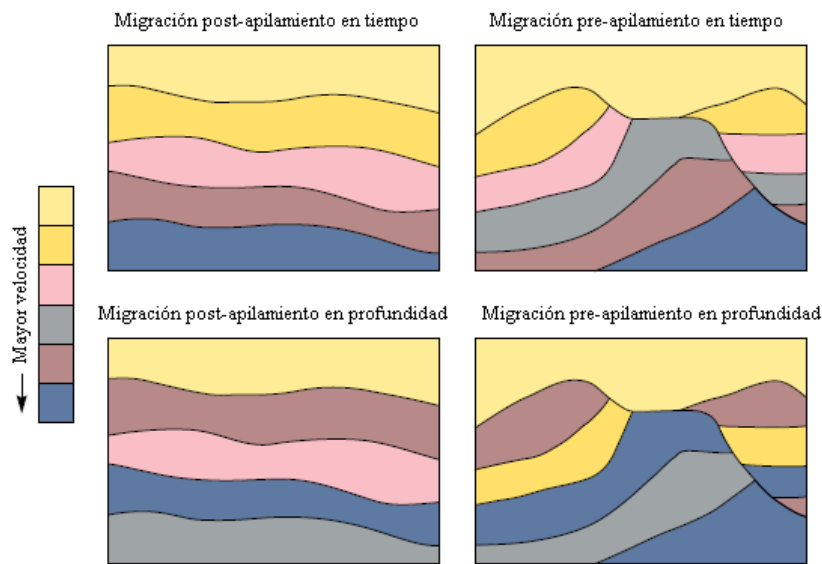 Migración post-apilamiento en tiempo
Migración pre-apilamiento en tiempo
Mayor velocidad
Migración post-apilamiento en profundidad
Migración pre-apilamiento en profundidad